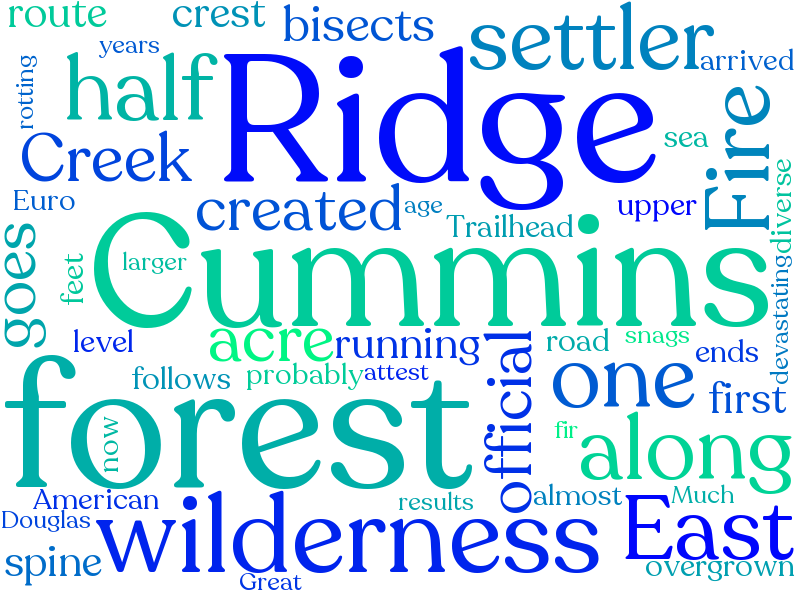 route
crest
bisects
settler
years
arrived
rotting
half
Ridge
Fire
sea
Creek
diverse
Euro
created
age
upper
Trailhead
goes
Cummins
feet
larger
devastating
level
acre
running
official
road
snags
ends
follows
probably
attest
one
first
forest
now
fir
along
American
results
almost
Much
Douglas
wilderness
East
spine
Great
overgrown